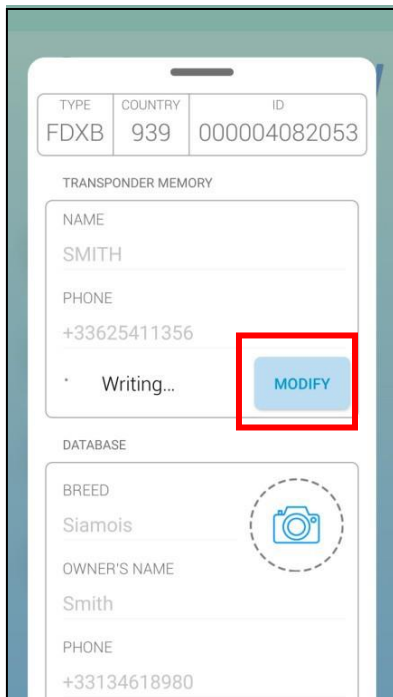 TYPE COUNTRY ID
FDXB 939 000004082053
TRANSPONDER MEMORY
NAME
SMITH
PHONE
+33625411356
Writing...
MODIFY
DATABASE
BREED
Siamois
OWNER'S NAME
Smith
PHONE
+33134618980